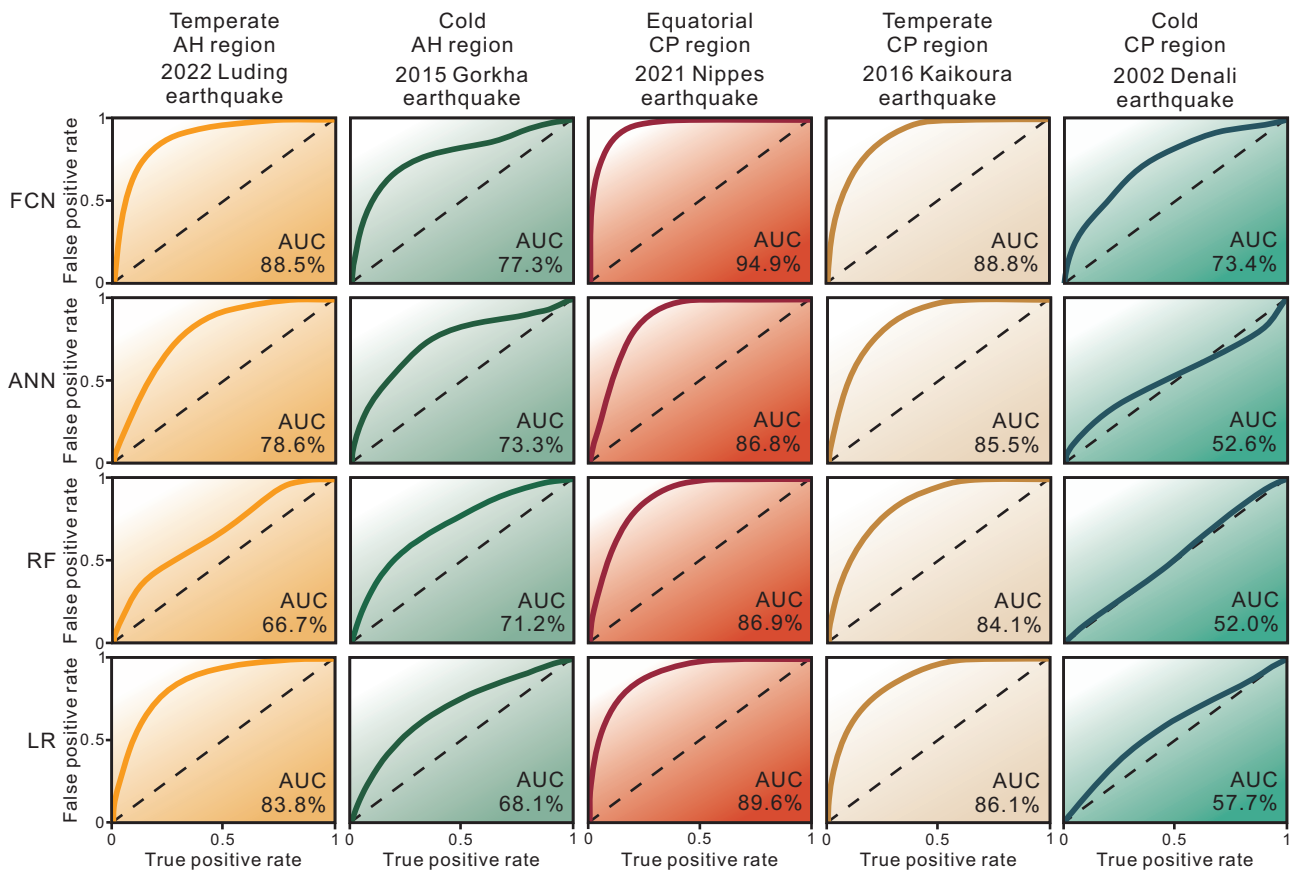 Temperate
AH region
2022 Luding
earthquake
Cold
AH region
2015 Gorkha
earthquake
Equatorial
CP region
2021 Nippes
earthquake
Temperate
CP region
2016 Kaikoura
earthquake
Cold
CP region
2002 Denali
earthquake
FCN
False positive rate
1
0.5
0
AUC
88.5%
AUC
77.3%
AUC
94.9%
AUC
88.8%
AUC
73.4%
ANN
False positive rate
1
0.5
0
AUC
78.6%
AUC
73.3%
AUC
86.8%
AUC
85.5%
AUC
52.6%
RF
False positive rate
1
0.5
0
AUC
66.7%
AUC
71.2%
AUC
86.9%
AUC
84.1%
AUC
52.0%
LR
False positive rate
1
0.5
0
AUC
83.8%
AUC
68.1%
AUC
89.6%
AUC
86.1%
AUC
57.7%
0 0.5 1
0 0.5 1
0 0.5 1
0 0.5 1
0 0.5 1
True positive rate
True positive rate
True positive rate
True positive rate
True positive rate